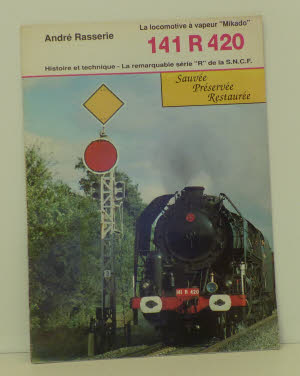 André Rasserie
La locomotive à vapeur "Mikado"
141 R 420
Histoire et technique - La remarquable série "R" de la S.N.C.F.
Sauvée
Préservée
Restaurée
141 R 420